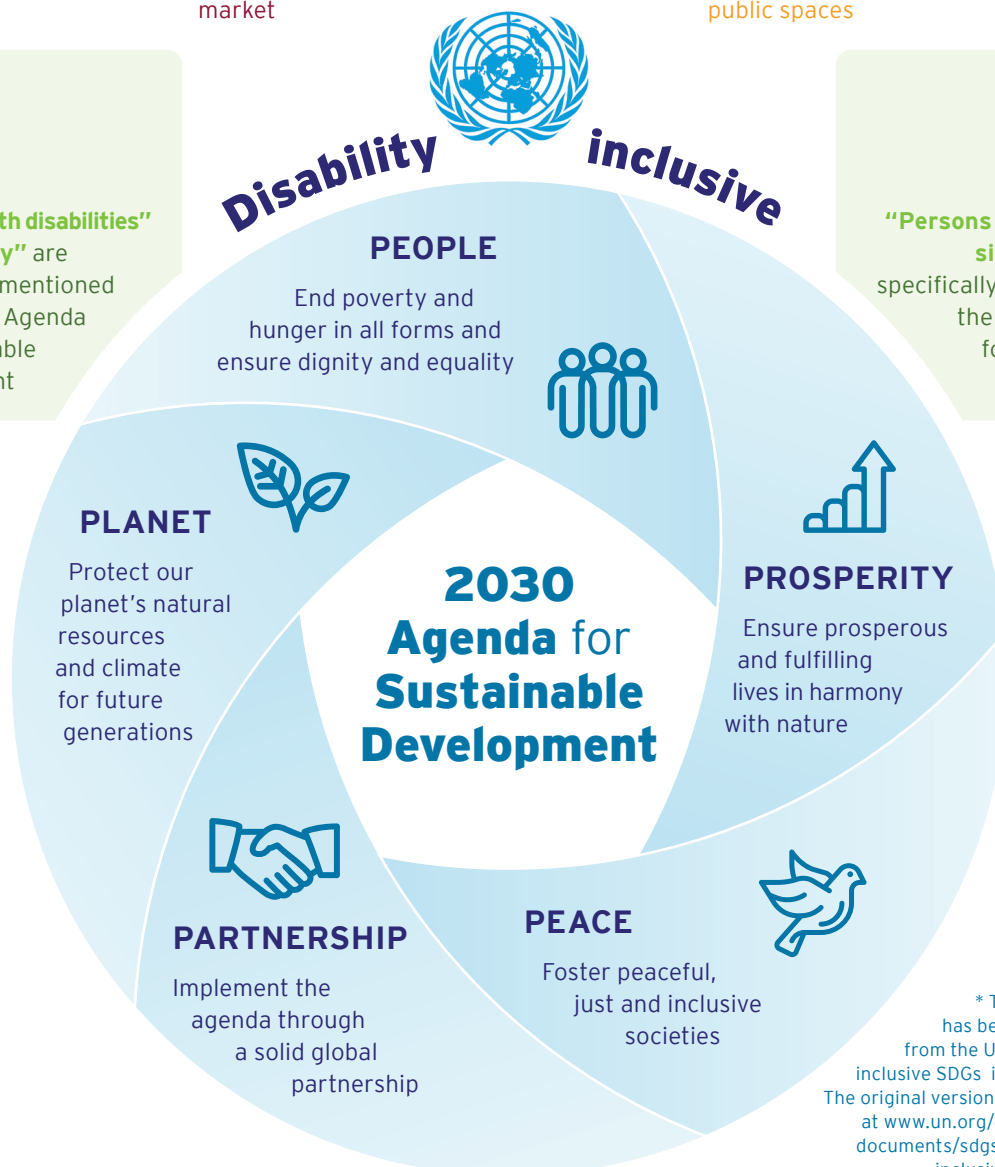 market
public spaces
Disability inclusive
th disabilities”
y” are
mentioned
Agenda
able
nt
“Persons
si
specifically
the
fo
PEOPLE
End poverty and
hunger in all forms and
ensure dignity and equality
PLANET
Protect our
planet’s natural
resources
and climate
for future
generations
2030
Agenda for
Sustainable
Development
PROSPERITY
Ensure prosperous
and fulfilling
lives in harmony
with nature
PARTNERSHIP
Implement the
agenda through
a solid global
partnership
PEACE
Foster peaceful,
just and inclusive
societies
* T
has be
from the U
inclusive SDGs i
The original version
at www.un.org/
documents/sdgs